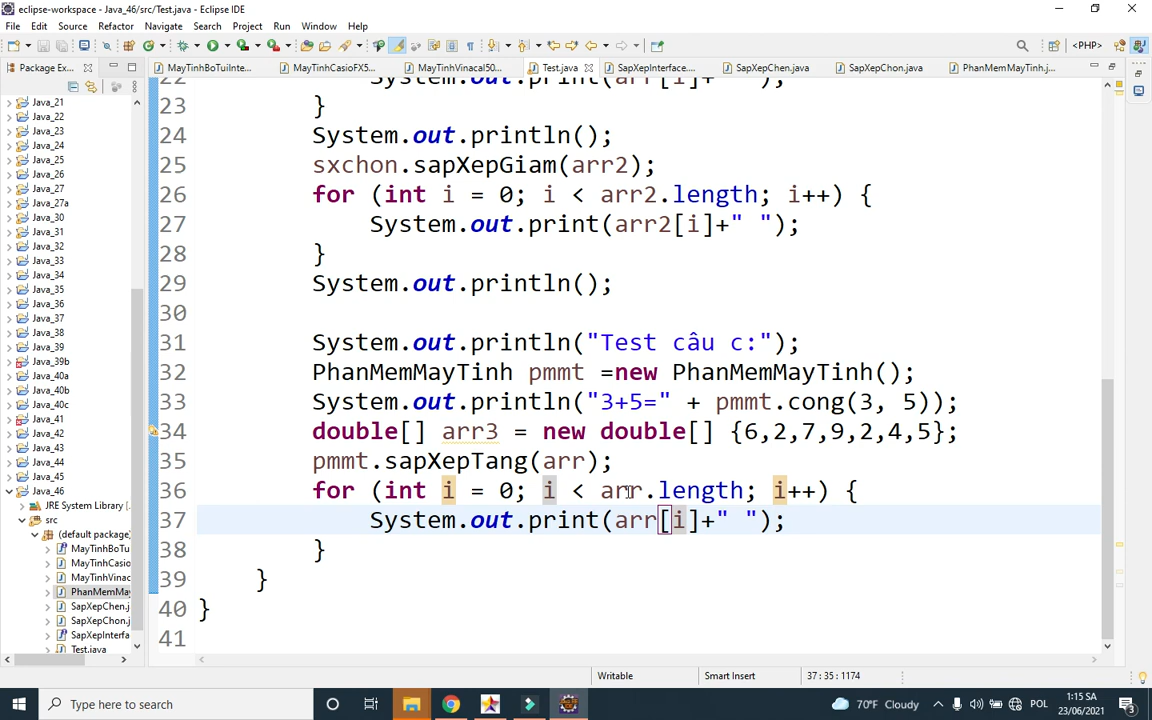 eclipse-workspace - Java_46/src/Test.java - Eclipse IDE
File Edit Source Refactor Navigate Search Project Run Window Help
<PHP>
Package Ex...
MayTinhBoTuiInte...
MayTinhCasioFX5...
MayTinhVinacal50...
Test.java
SapXepInterface....
SapXepChen.java
SapXepChon.java
PhanMemMayTinh.j...
Java_21
Java_22
Java_23
Java_24
Java_25
Java_26
Java_27
Java_27a
Java_30
Java_31
Java_32
Java_33
Java_34
Java_35
Java_36
Java_37
Java_38
Java_39
Java_39b
Java_40a
Java_40b
Java_40c
Java_41
Java_42
Java_43
Java_44
Java_45
Java_46
JRE System Library [
src
(default package)
MayTinhBoTu
MayTinhCasio
MayTinhVinac
PhanMemMa
SapXepChen.j
SapXepChon.j
SapXepInterfa
Test.java
22 System.out.print(arr[i]+" ");
23 }
24 System.out.println();
25 sxchon.sapXepGiam(arr2);
26 for (int i = 0; i < arr2.length; i++) {
27 System.out.print(arr2[i]+" ");
28 }
29 System.out.println();
30
31 System.out.println("Test câu c:");
32 PhanMemMayTinh pmmt =new PhanMemMayTinh();
33 System.out.println("3+5=" + pmmt.cong(3, 5));
34 double[] arr3 = new double[] {6,2,7,9,2,4,5};
35 pmmt.sapXepTang(arr);
36 for (int i = 0; i < arr.length; i++) {
37 System.out.print(arr[i]+" ");
38 }
39 }
40 }
41
Writable
Smart Insert
37 : 35 : 1174
Type here to search
70°F Cloudy
POL
1:15 SA
23/06/2021
3